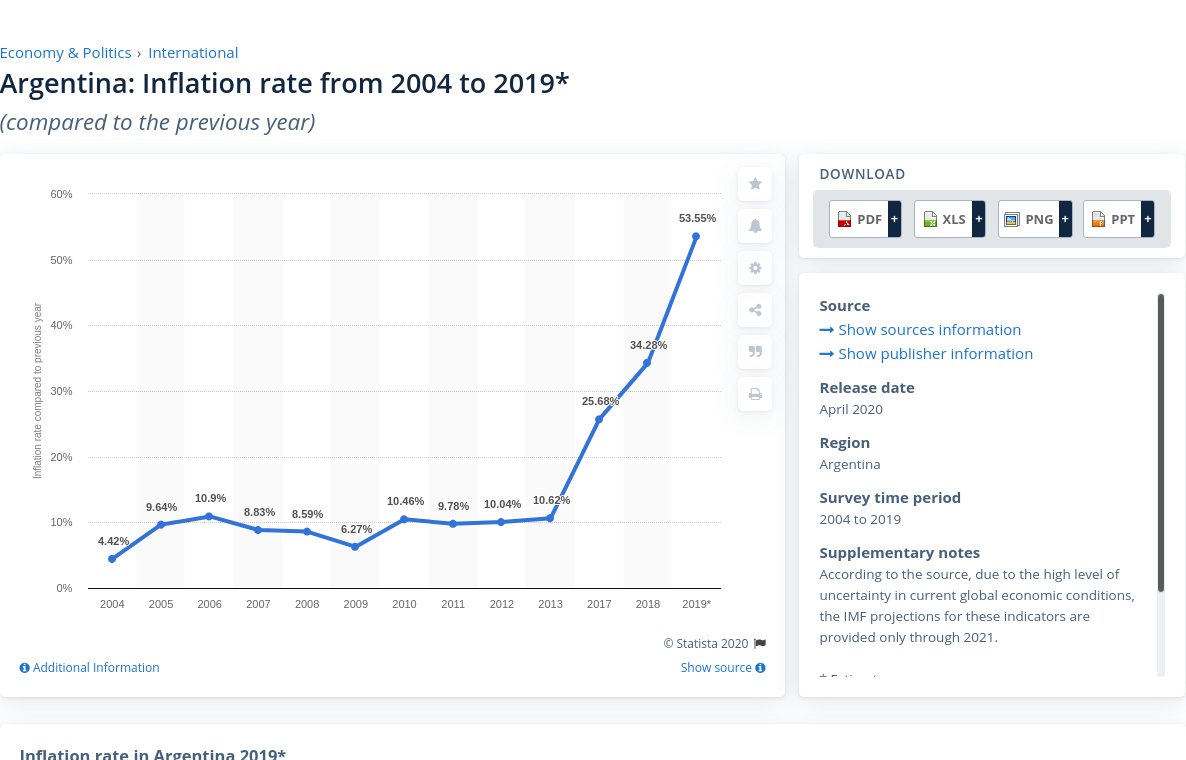 Economy & Politics › International
Argentina: Inflation rate from 2004 to 2019*
(compared to the previous year)
60%
50%
40%
30%
20%
10%
0%
Inflation rate compared to previous year
4.42%
9.64%
10.9%
8.83%
8.59%
6.27%
10.46%
9.78%
10.04%
10.62%
25.68%
34.28%
53.55%
2004 2005 2006 2007 2008 2009 2010 2011 2012 2013 2017 2018 2019*
© Statista 2020
Additional Information
Show source
DOWNLOAD
PDF + XLS + PNG + PPT +
Source
Show sources information
Show publisher information
Release date
April 2020
Region
Argentina
Survey time period
2004 to 2019
Supplementary notes
According to the source, due to the high level of
uncertainty in current global economic conditions,
the IMF projections for these indicators are
provided only through 2021.
Inflation rate in Argentina 2019*